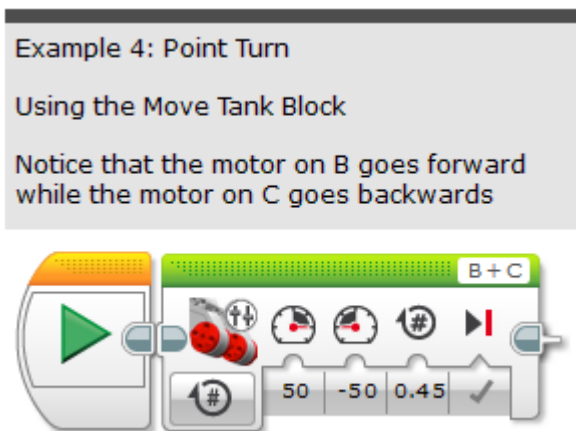 Example 4: Point Turn
Using the Move Tank Block
Notice that the motor on B goes forward
while the motor on C goes backwards
B+C
#
#
50 -50 0.45